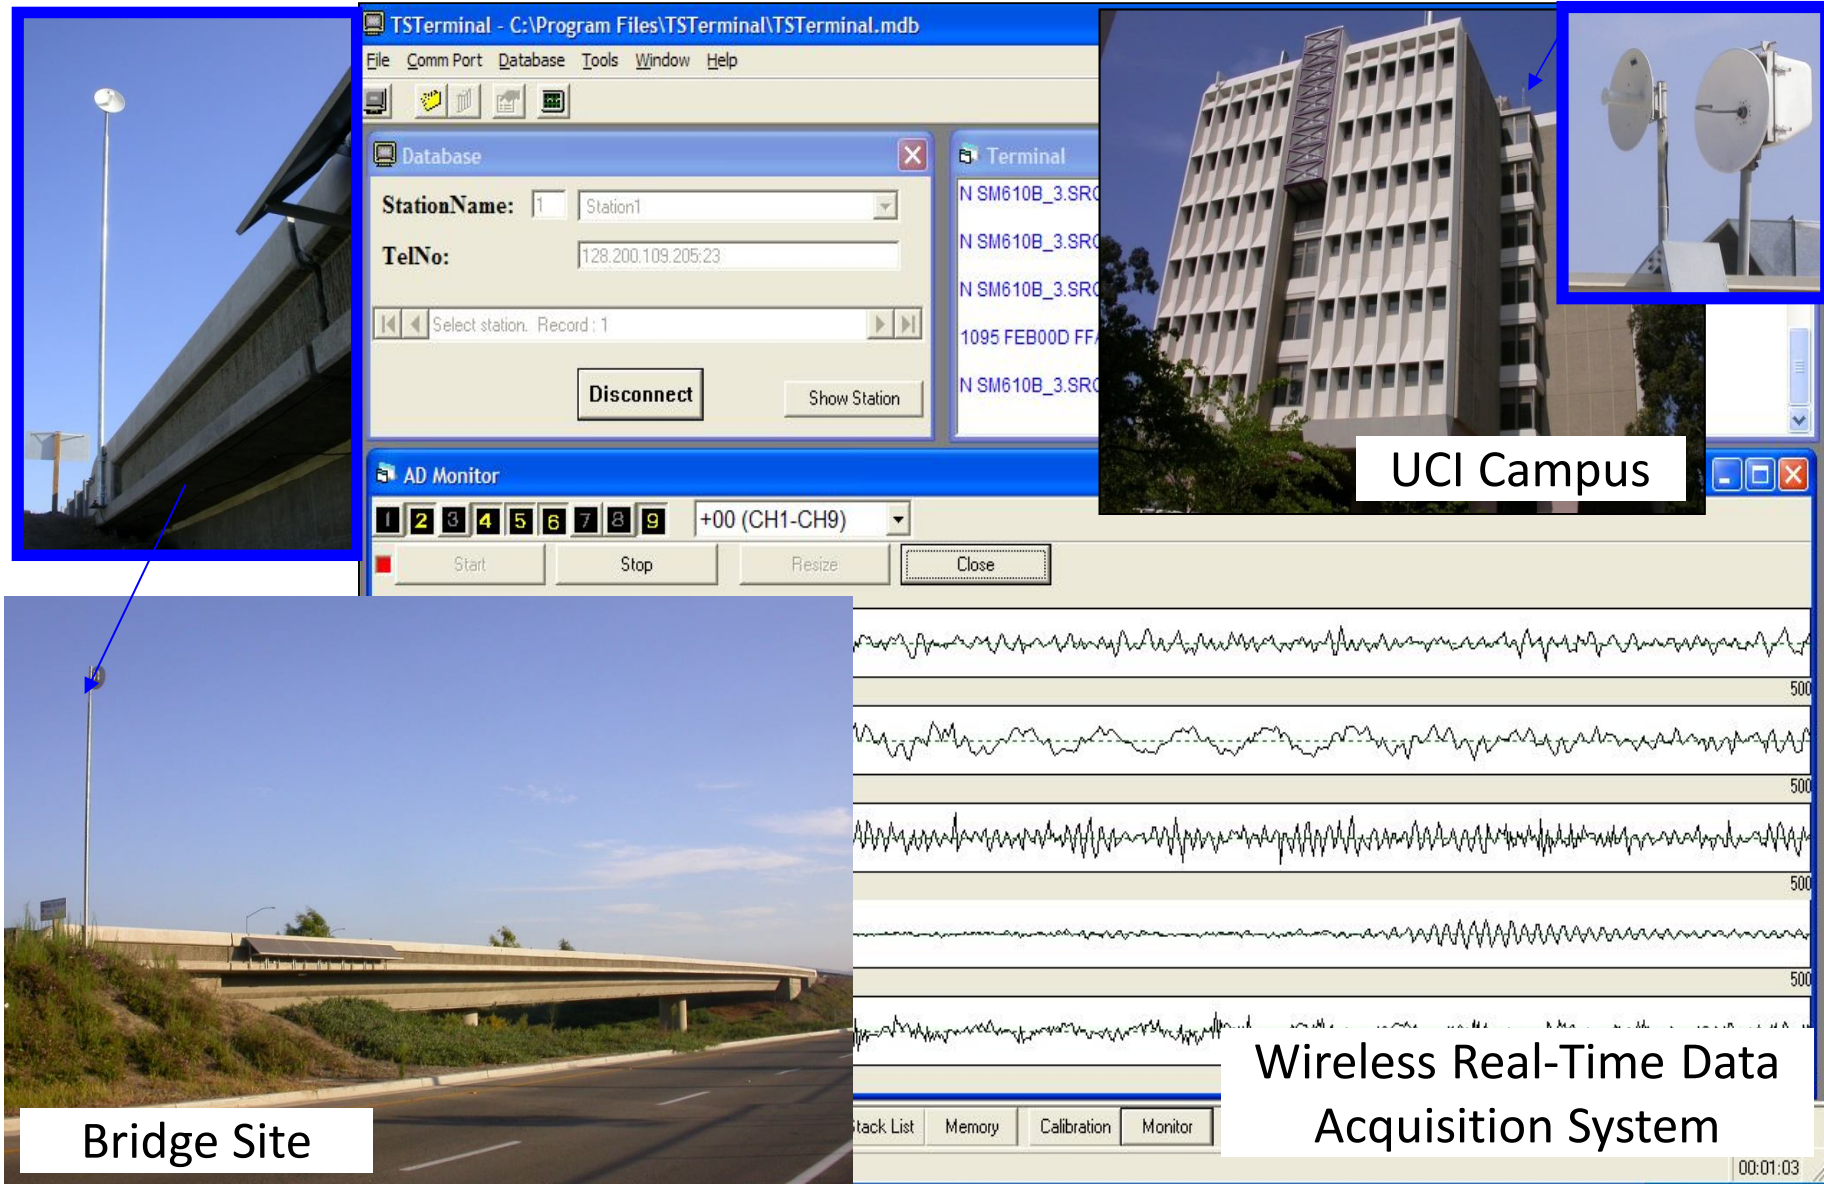 TSTerminal - C:\Program Files\TSTerminal\TSTerminal.mdb
File Comm Port Database Tools Window Help
Database
StationName: 1 Station1
TelNo: 128.200.109.205:23
Select station. Record : 1
Disconnect
Show Station
Terminal
N SM610B_3.SRC
N SM610B_3.SRC
N SM610B_3.SRC
1095 FEB00D FFA
N SM610B_3.SRC
UCI Campus
AD Monitor
1 2 3 4 5 6 7 8 9 +00 (CH1-CH9)
Start Stop Resize Close
500
500
500
500
Wireless Real-Time Data
Acquisition System
Bridge Site
tack List Memory Calibration Monitor
00:01:03